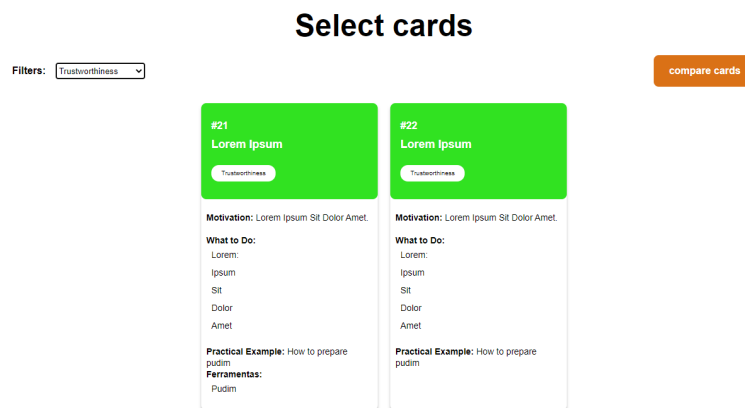 Select cards
Filters: Trustworthiness
compare cards
#21
Lorem Ipsum
Trustworthiness
Motivation: Lorem Ipsum Sit Dolor Amet.
What to Do:
Lorem:
Ipsum
Sit
Dolor
Amet
Practical Example: How to prepare
pudim
Ferramentas:
Pudim
#22
Lorem Ipsum
Trustworthiness
Motivation: Lorem Ipsum Sit Dolor Amet.
What to Do:
Lorem:
Ipsum
Sit
Dolor
Amet
Practical Example: How to prepare
pudim